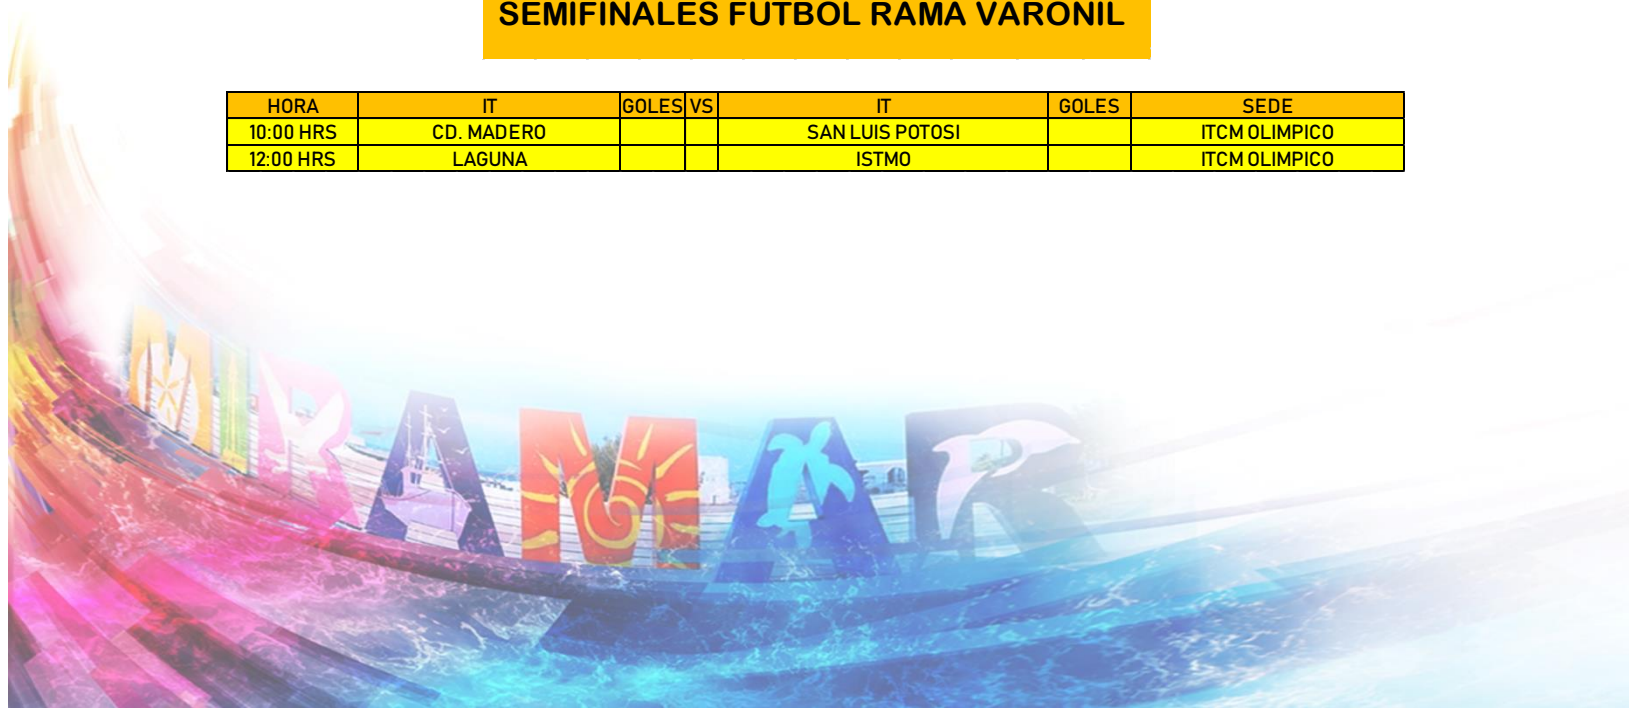 SEMIFINALES FUTBOL RAMA VARONIL
HORA IT GOLES VS IT GOLES SEDE
10:00 HRS CD. MADERO SAN LUIS POTOSI ITCM OLIMPICO
12:00 HRS LAGUNA ISTMO ITCM OLIMPICO
MIRAMAR